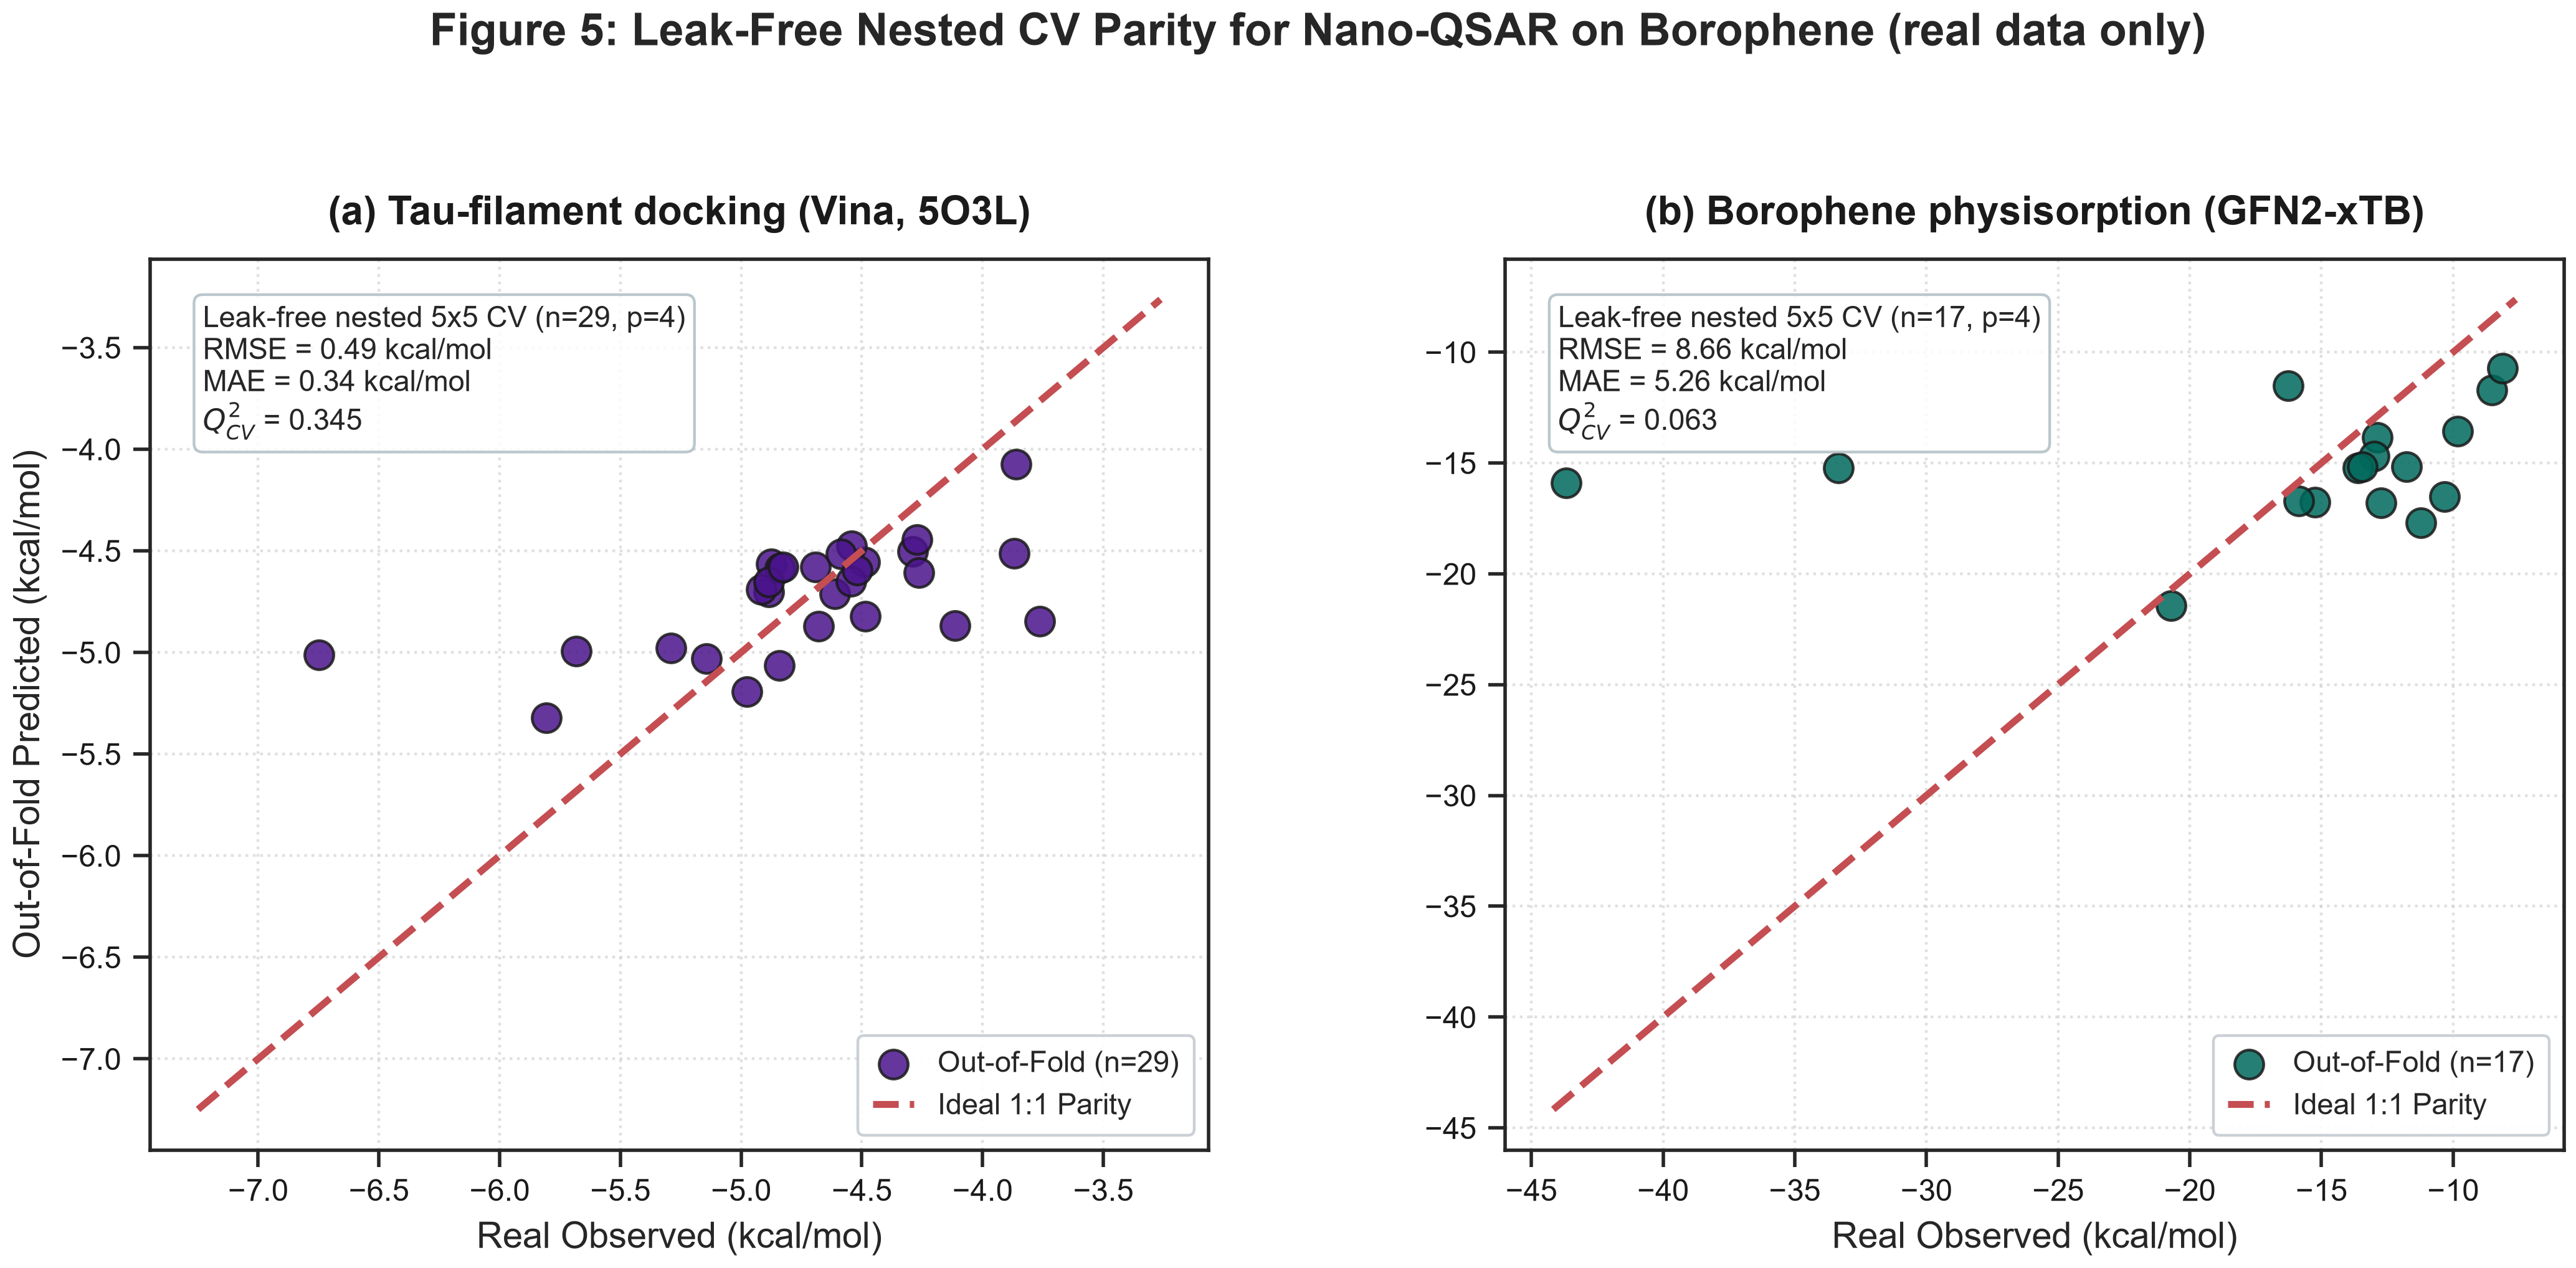 Figure 5: Leak-Free Nested CV Parity for Nano-QSAR on Borophene (real data only)
(a) Tau-filament docking (Vina, 5O3L)
Leak-free nested 5x5 CV (n=29, p=4)
RMSE = 0.49 kcal/mol
MAE = 0.34 kcal/mol
Q²_CV = 0.345
Out-of-Fold Predicted (kcal/mol)
−3.5
−4.0
−4.5
−5.0
−5.5
−6.0
−6.5
−7.0
Out-of-Fold (n=29)
Ideal 1:1 Parity
−7.0 −6.5 −6.0 −5.5 −5.0 −4.5 −4.0 −3.5
Real Observed (kcal/mol)
(b) Borophene physisorption (GFN2-xTB)
Leak-free nested 5x5 CV (n=17, p=4)
RMSE = 8.66 kcal/mol
MAE = 5.26 kcal/mol
Q²_CV = 0.063
−10
−15
−20
−25
−30
−35
−40
−45
Out-of-Fold (n=17)
Ideal 1:1 Parity
−45 −40 −35 −30 −25 −20 −15 −10
Real Observed (kcal/mol)